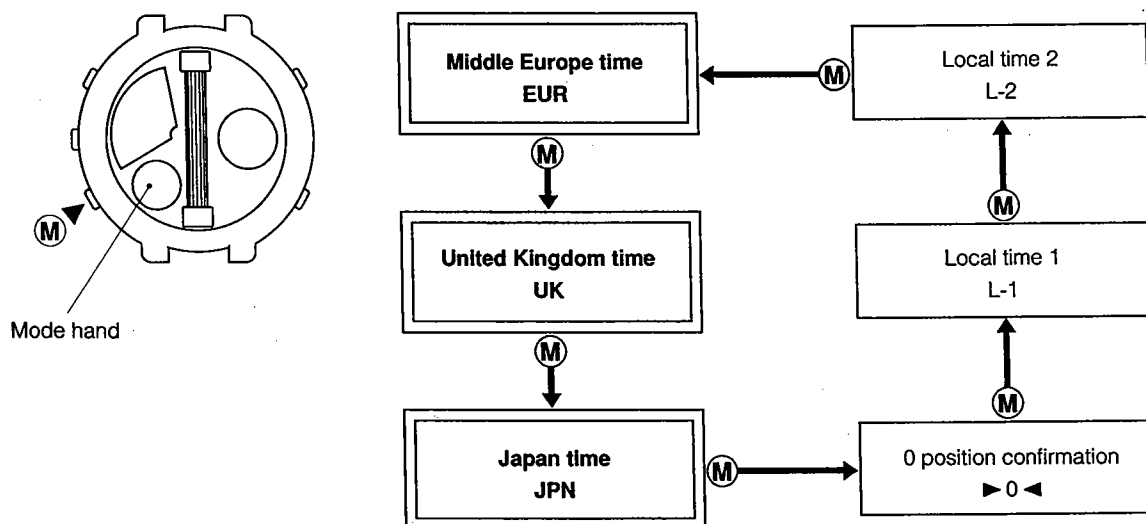 M
Mode hand
Middle Europe time
EUR
M
Local time 2
L-2
M
United Kingdom time
UK
M
Local time 1
L-1
M
Japan time
JPN
M
0 position confirmation
►0◄
M